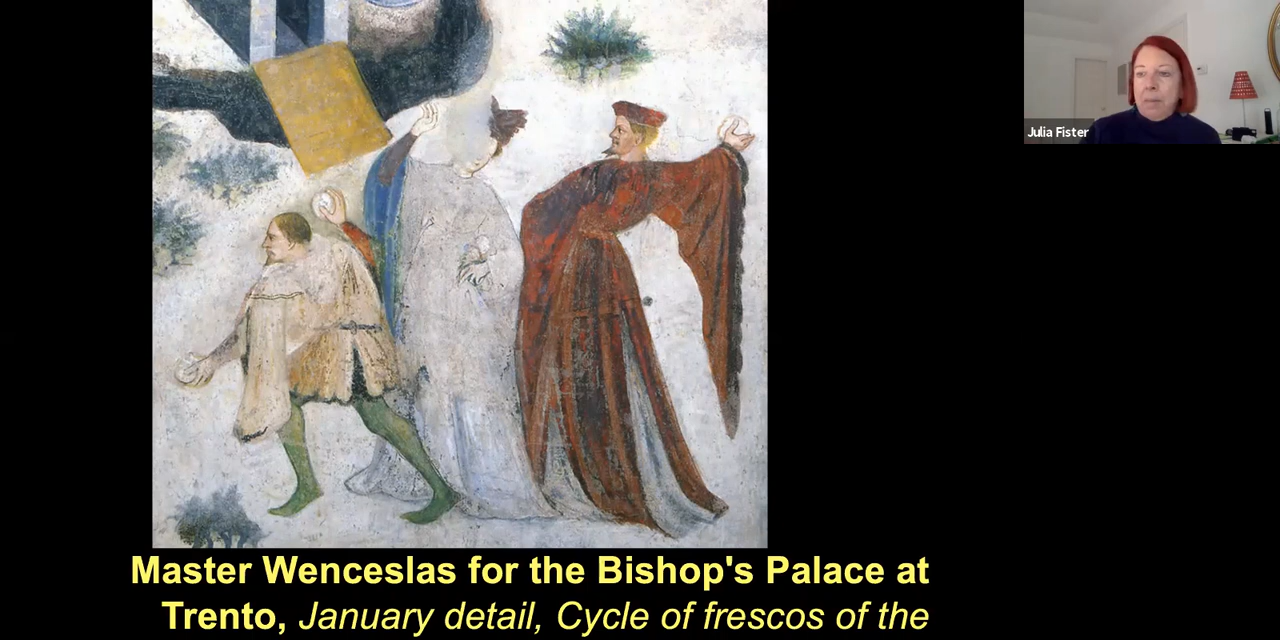 Julia Fister
Master Wenceslas for the Bishop's Palace at
Trento, January detail, Cycle of frescos of the